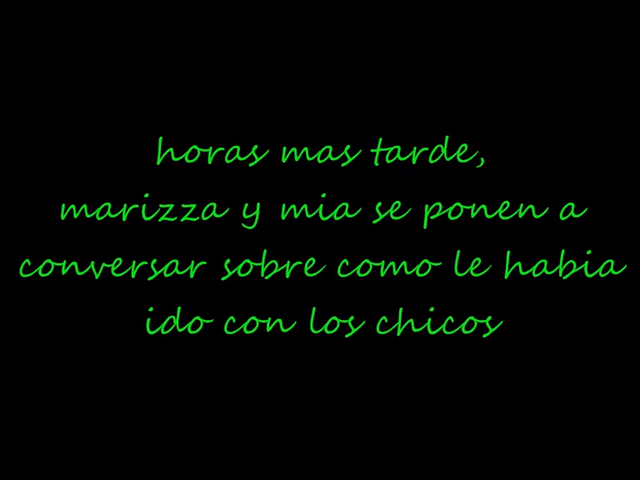 horas mas tarde,
marizza y mia se ponen a
conversar sobre como le habia
ido con los chicos